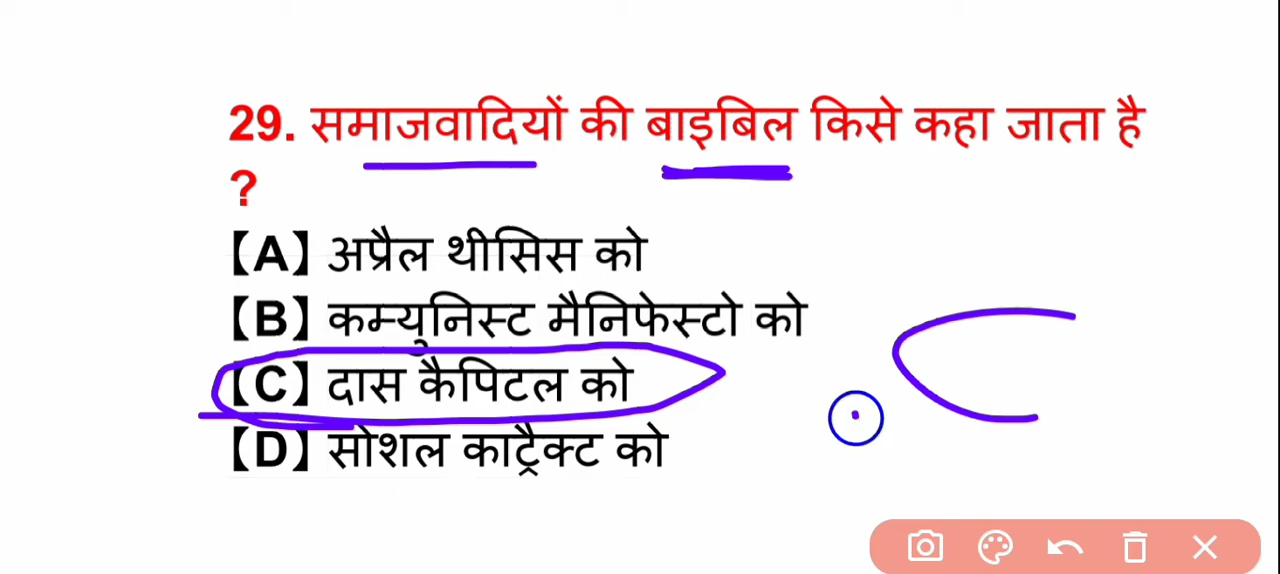 29. समाजवादियों की बाइबिल किसे कहा जाता है
?
【A】 अप्रैल थीसिस को
【B】 कम्युनिस्ट मैनिफेस्टो को
【C】 दास कैपिटल को
【D】 सोशल काट्रैक्ट को